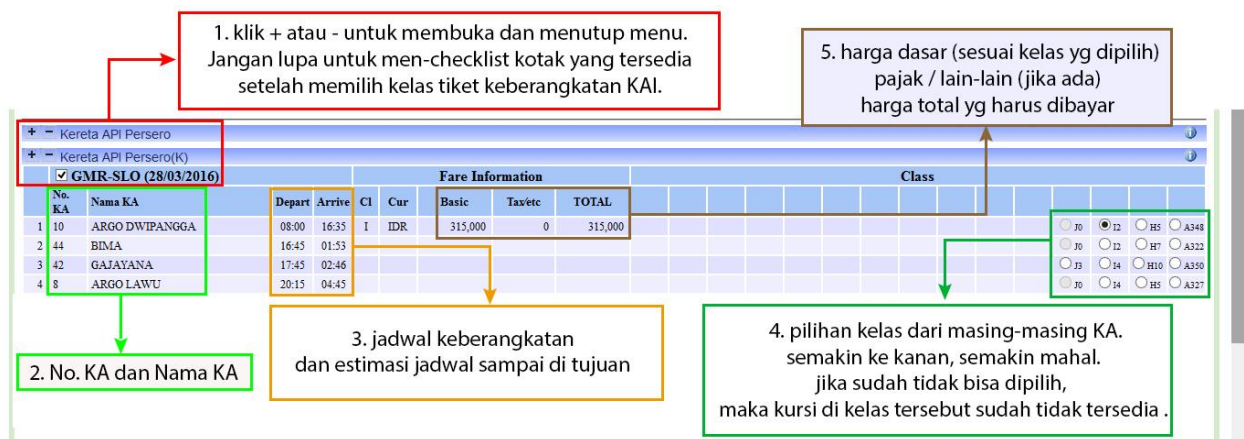 1. klik + atau - untuk membuka dan menutup menu.
Jangan lupa untuk men-checklist kotak yang tersedia
setelah memilih kelas tiket keberangkatan KAI.
5. harga dasar (sesuai kelas yg dipilih)
pajak / lain-lain (jika ada)
harga total yg harus dibayar
+ - Kereta API Persero
+ - Kereta API Persero(K)
GMR-SLO (28/03/2016) Fare Information Class
No. KA Nama KA Depart Arrive Cl Cur Basic Tax/etc TOTAL
1 10 ARGO DWIPANGGA 08:00 16:35 I IDR 315,000 0 315,000 J0 I2 H5 A348
2 44 BIMA 16:45 01:53 J0 I2 H7 A322
3 42 GAJAYANA 17:45 02:46 J3 I4 H10 A350
4 8 ARGO LAWU 20:15 04:45 J0 I4 H5 A327
2. No. KA dan Nama KA
3. jadwal keberangkatan
dan estimasi jadwal sampai di tujuan
4. pilihan kelas dari masing-masing KA.
semakin ke kanan, semakin mahal.
jika sudah tidak bisa dipilih,
maka kursi di kelas tersebut sudah tidak tersedia .